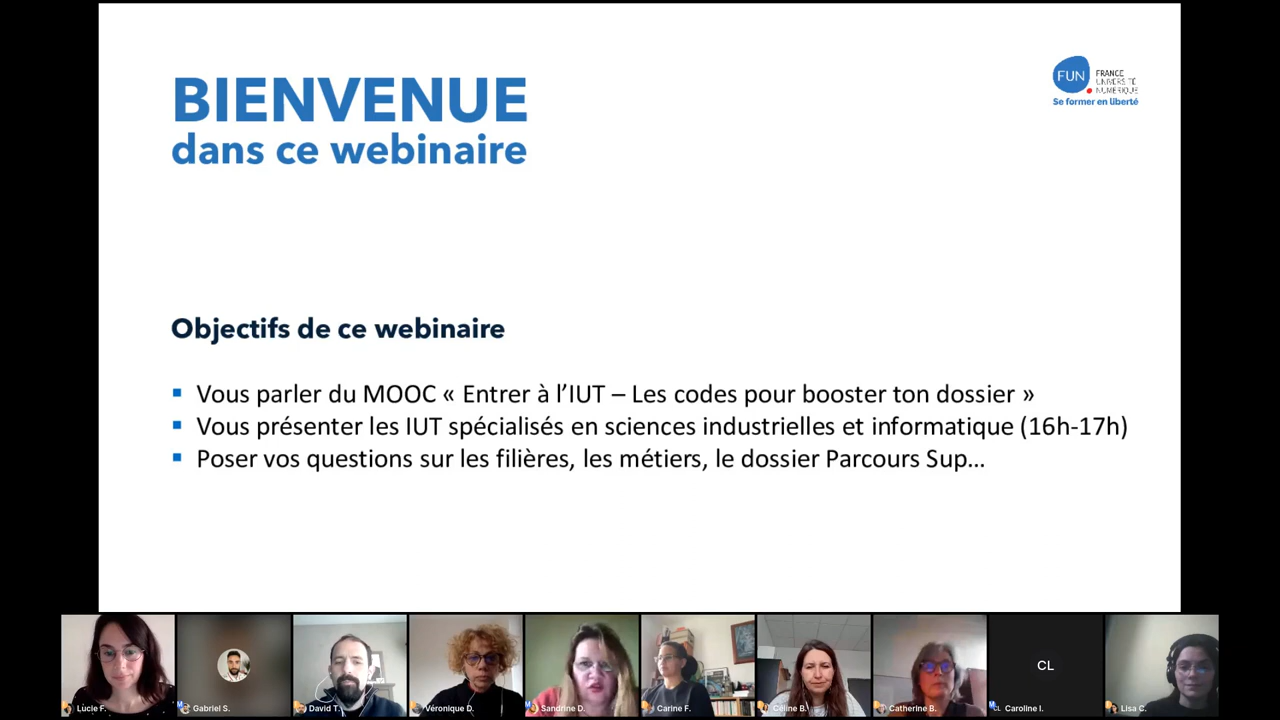 BIENVENUE
dans ce webinaire
FUN
FRANCE
UNIVERSITÉ
NUMÉRIQUE
Se former en liberté
Objectifs de ce webinaire
Vous parler du MOOC « Entrer à l’IUT – Les codes pour booster ton dossier »
Vous présenter les IUT spécialisés en sciences industrielles et informatique (16h-17h)
Poser vos questions sur les filières, les métiers, le dossier Parcours Sup...
CL
Lucie F.
Gabriel S.
David T.
Véronique D.
Sandrine D.
Carine F.
Céline B.
Catherine B.
CL
Caroline I.
Lisa C.